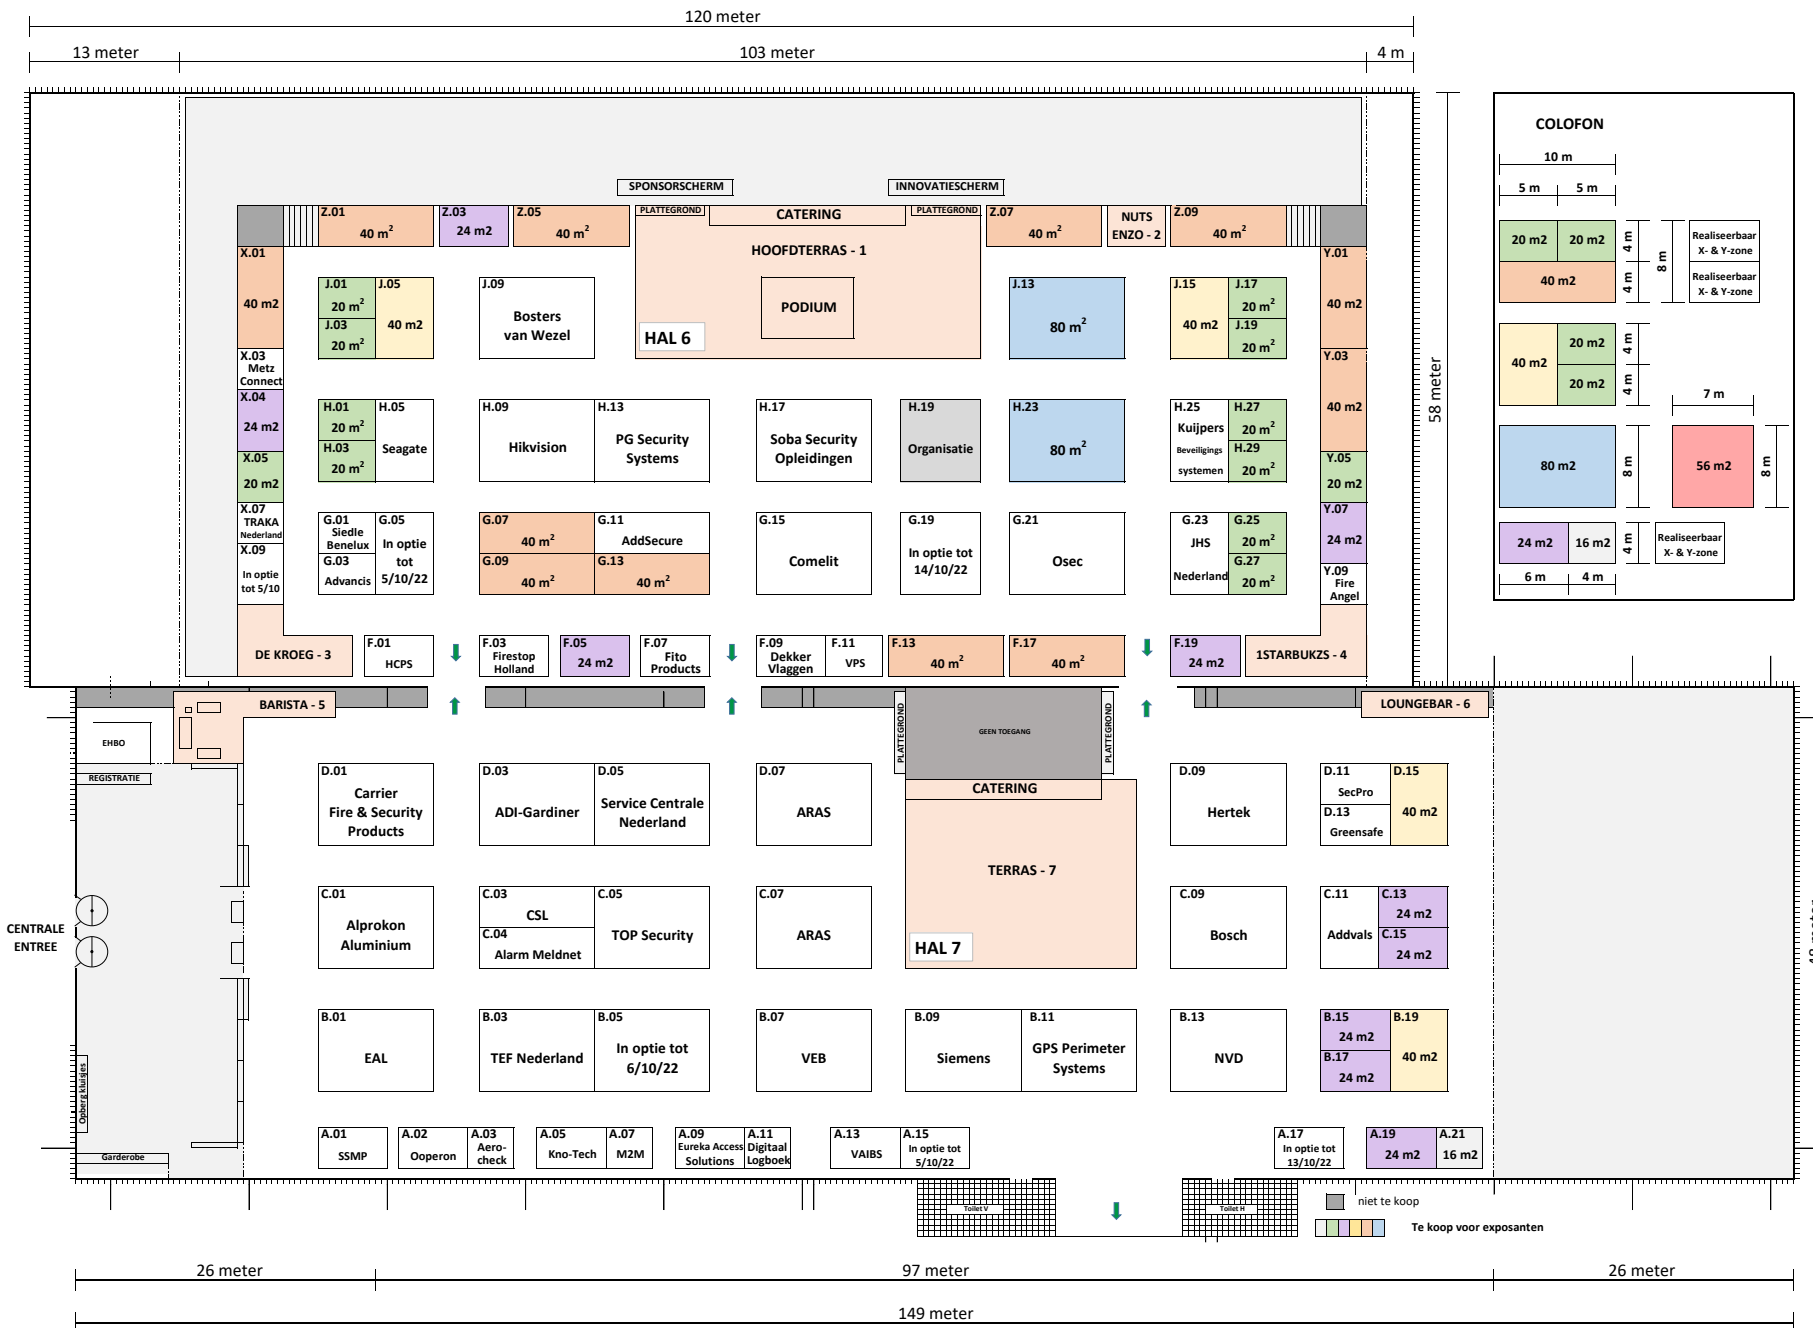 120 meter
13 meter
103 meter
4 m
58 meter
COLOFON
10 m
5 m
5 m
20 m2
20 m2
4 m
8 m
Realiseerbaar
X- & Y-zone
40 m2
4 m
Realiseerbaar
X- & Y-zone
40 m2
20 m2
4 m
20 m2
4 m
7 m
80 m2
8 m
56 m2
8 m
24 m2
16 m2
4 m
Realiseerbaar
X- & Y-zone
6 m
4 m
SPONSORSCHERM
INNOVATIESCHERM
Z.01
40 m2
Z.03
24 m2
Z.05
40 m2
PLATTEGROND
CATERING
PLATTEGROND
HOOFDTERRAS - 1
PODIUM
HAL 6
Z.07
40 m2
NUTS
ENZO - 2
Z.09
40 m2
X.01
40 m2
X.03
Metz
Connect
X.04
24 m2
X.05
20 m2
X.07
TRAKA
Nederland
X.09
In optie
tot 5/10
Y.01
40 m2
Y.03
40 m2
Y.05
20 m2
Y.07
24 m2
Y.09
Fire
Angel
J.01
20 m2
J.03
20 m2
J.05
40 m2
J.09
Bosters
van Wezel
J.13
80 m2
J.15
40 m2
J.17
20 m2
J.19
20 m2
H.01
20 m2
H.03
20 m2
H.05
Seagate
H.09
Hikvision
H.13
PG Security
Systems
H.17
Soba Security
Opleidingen
H.19
Organisatie
H.23
80 m2
H.25
Kuijpers
Beveiligings
systemen
H.27
20 m2
H.29
20 m2
G.01
Siedle
Benelux
G.03
Advancis
G.05
In optie
tot
5/10/22
G.07
40 m2
G.09
40 m2
G.11
AddSecure
G.13
40 m2
G.15
Comelit
G.19
In optie tot
14/10/22
G.21
Osec
G.23
JHS
Nederland
G.25
20 m2
G.27
20 m2
DE KROEG - 3
F.01
HCPS
F.03
Firestop
Holland
F.05
24 m2
F.07
Fito
Products
F.09
Dekker
Vlaggen
F.11
VPS
F.13
40 m2
F.17
40 m2
F.19
24 m2
1STARBUKZS - 4
BARISTA - 5
LOUNGEBAR - 6
EHBO
REGISTRATIE
PLATTEGROND
GEEN TOEGANG
PLATTEGROND
CATERING
TERRAS - 7
HAL 7
D.01
Carrier
Fire & Security
Products
D.03
ADI-Gardiner
D.05
Service Centrale
Nederland
D.07
ARAS
D.09
Hertek
D.11
SecPro
D.13
Greensafe
D.15
40 m2
CENTRALE
ENTREE
C.01
Alprokon
Aluminium
C.03
CSL
C.04
Alarm Meldnet
C.05
TOP Security
C.07
ARAS
C.09
Bosch
C.11
Addvals
C.13
24 m2
C.15
24 m2
B.01
EAL
B.03
TEF Nederland
B.05
In optie tot
6/10/22
B.07
VEB
B.09
Siemens
B.11
GPS Perimeter
Systems
B.13
NVD
B.15
24 m2
B.17
24 m2
B.19
40 m2
Opberg kluisjes
Garderobe
A.01
SSMP
A.02
Ooperon
A.03
Aero-
check
A.05
Kno-Tech
A.07
M2M
A.09
Eureka Access
Solutions
A.11
Digitaal
Logboek
A.13
VAIBS
A.15
In optie tot
5/10/22
A.17
In optie tot
13/10/22
A.19
24 m2
A.21
16 m2
Toilet V
Toilet H
niet te koop
Te koop voor exposanten
26 meter
97 meter
26 meter
149 meter